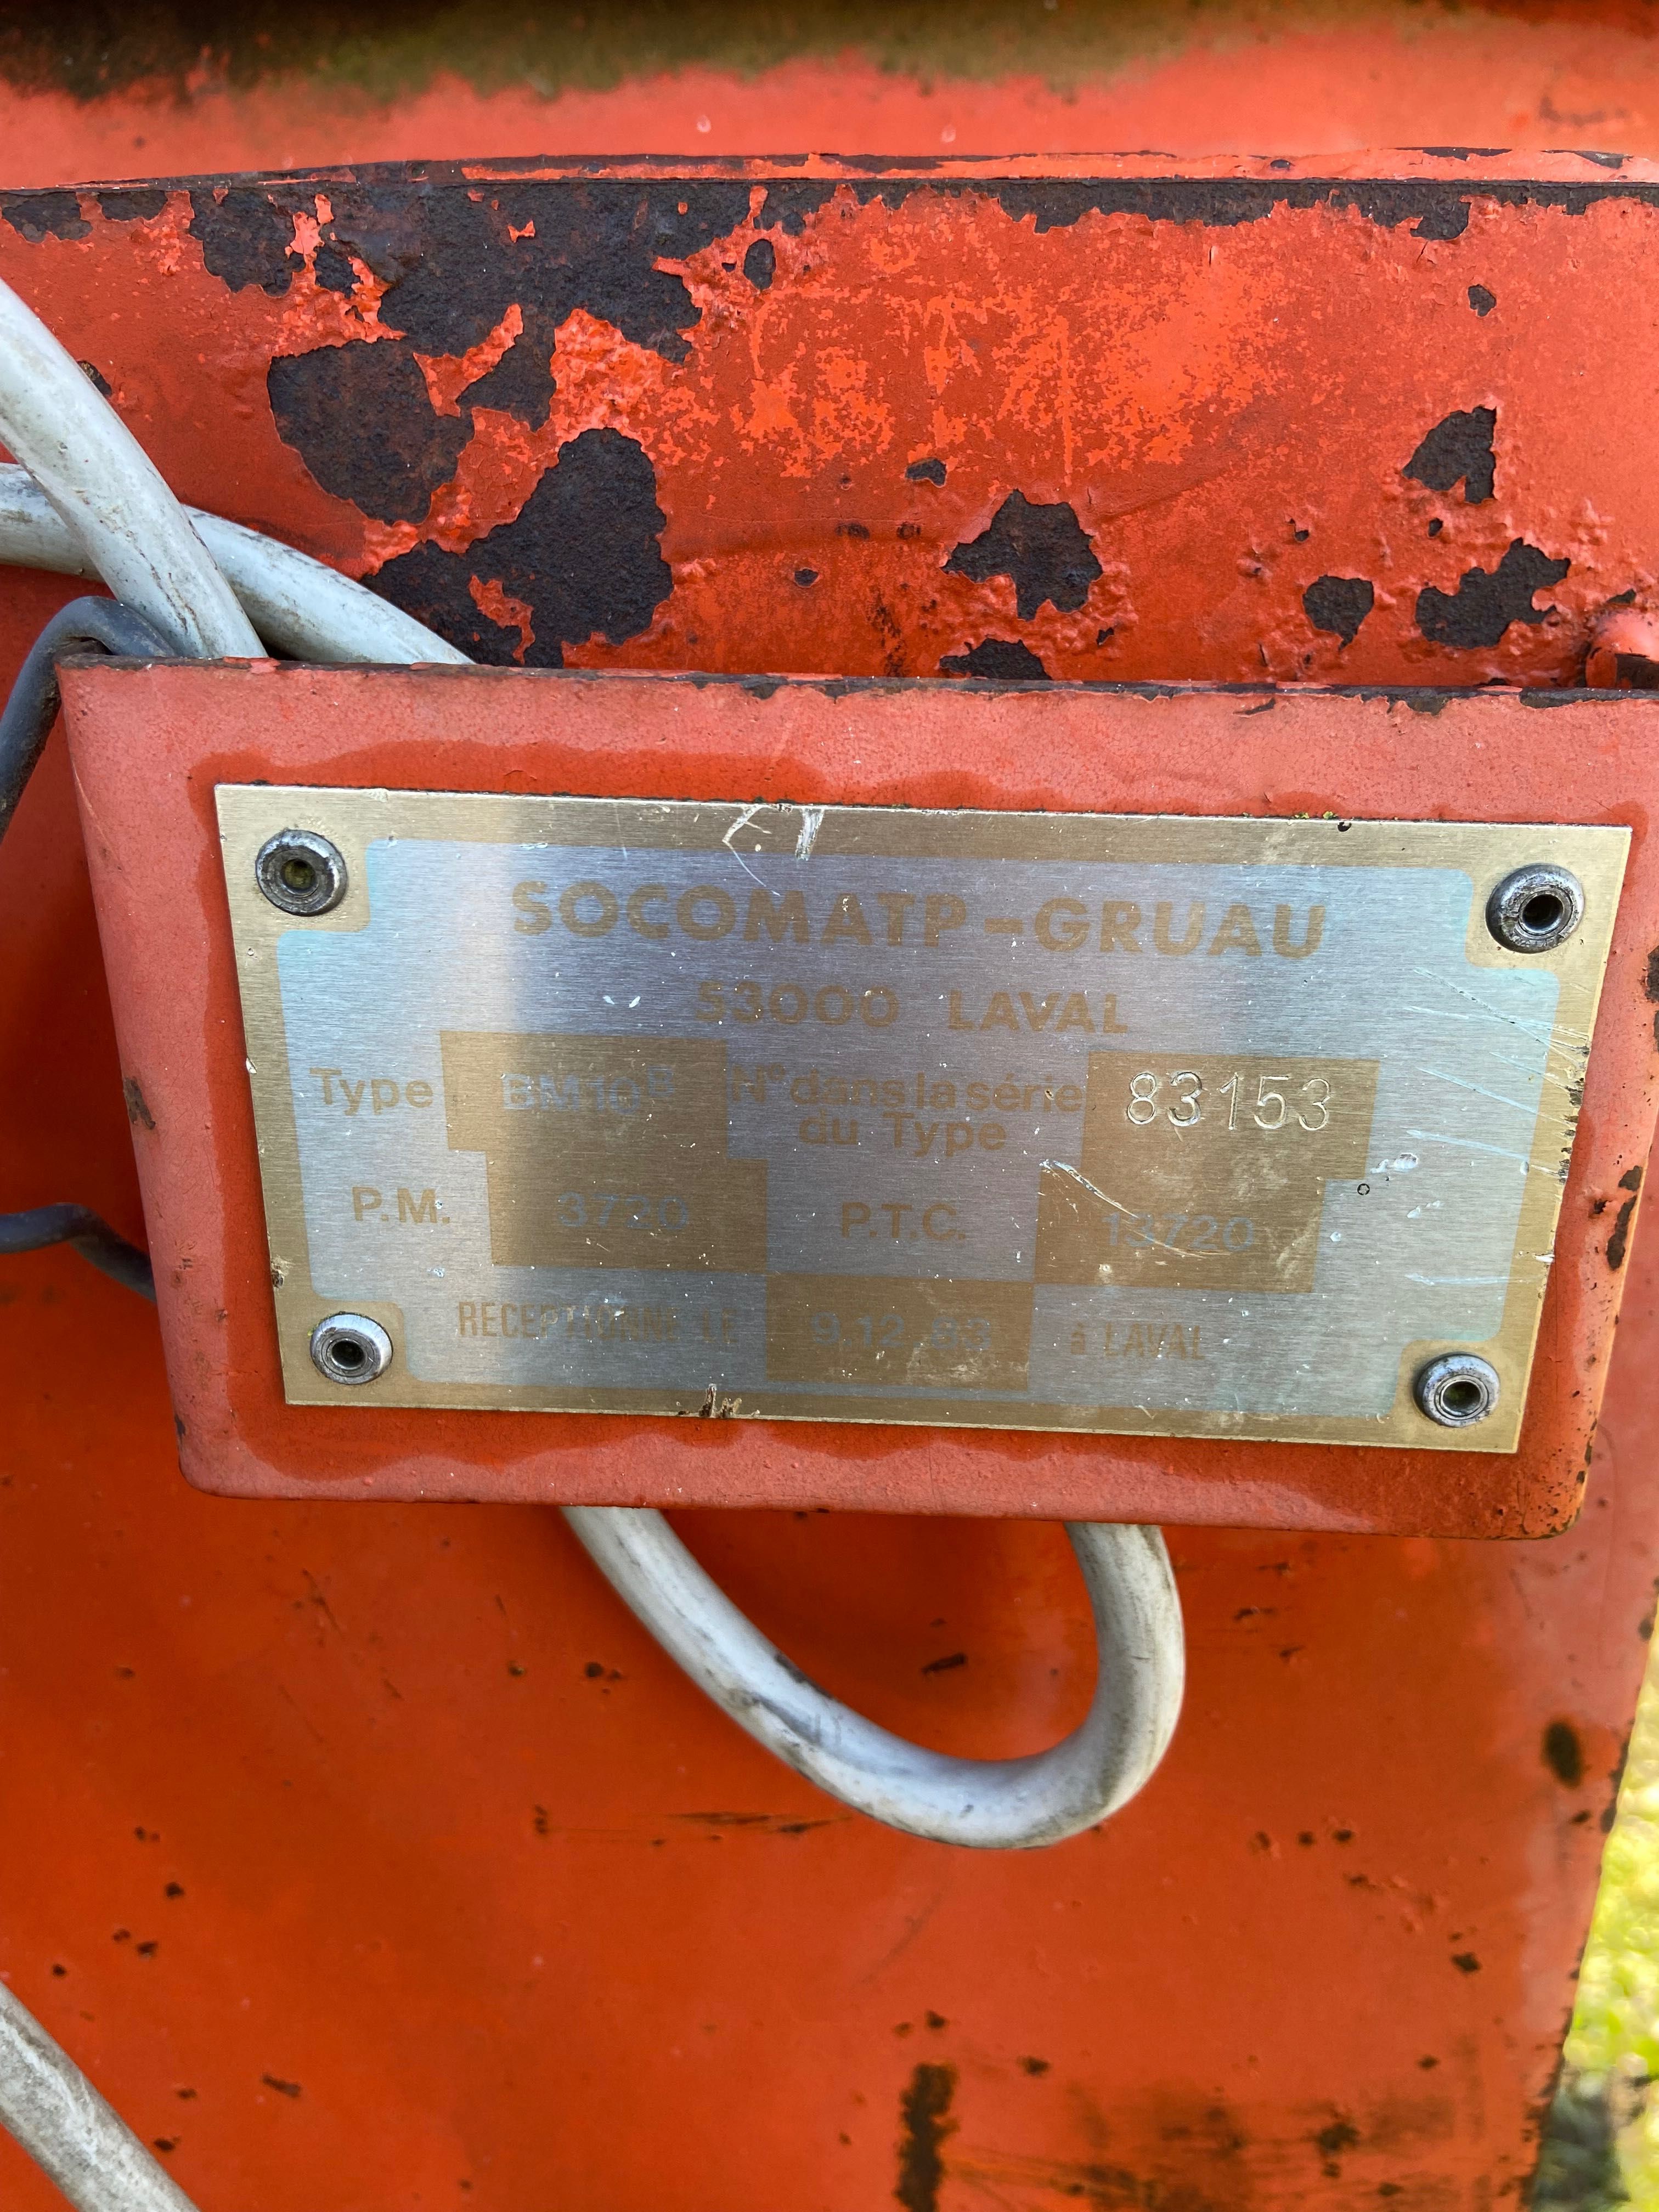 SOCOMATP-GRUAU
53000 LAVAL
Type BM10B N° dans la série du Type 83153
P.M. 3720 P.T.C. 13720
RECEPTIONNE LE 9.12.83 à LAVAL